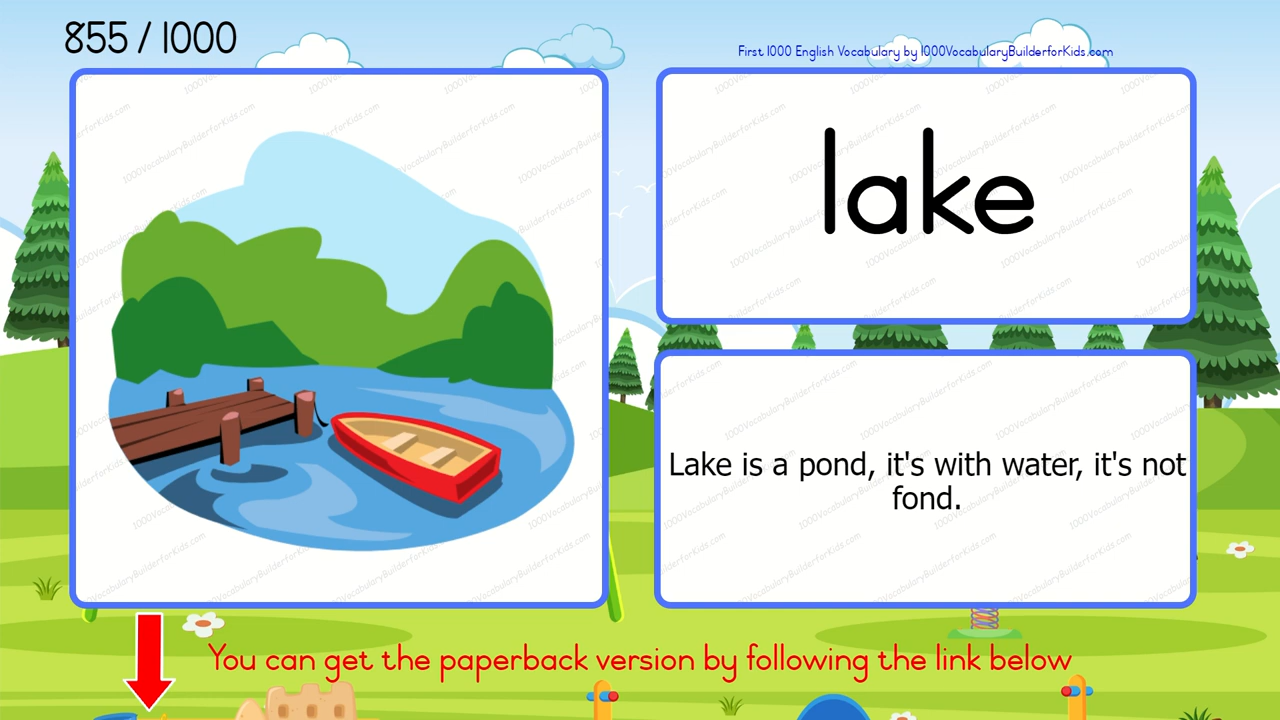 855 / 1000
First 1000 English Vocabulary by 1000VocabularyBuilderforKids.com
lake
Lake is a pond, it's with water, it's not
fond.
You can get the paperback version by following the link below